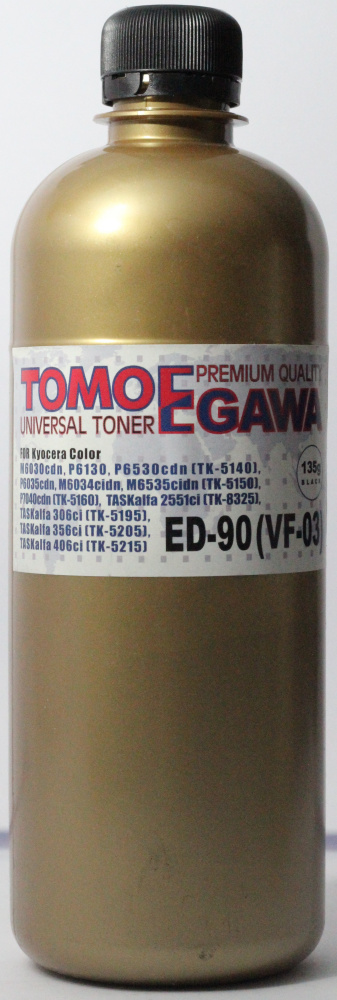 PREMIUM QUALITY
TOMOEGAWA
UNIVERSAL TONER
FOR Kyocera Color
M6030cdn, P6130, P6530cdn (TK-5140),
P6035cdn, M6034cidn, M6535cidn (TK-5150),
P7040cdn (TK-5160), TASKalfa 2551ci (TK-8325),
TASKalfa 306ci (TK-5195),
TASKalfa 356ci (TK-5205),
TASKalfa 406ci (TK-5215)
135g
BLACK
ED-90 (VF-03)